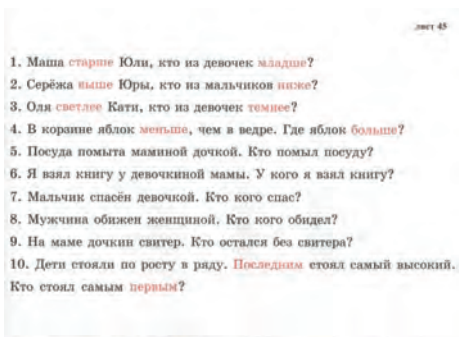 лист 45
1. Маша старше Юли, кто из девочек младше?
2. Серёжа выше Юры, кто из мальчиков ниже?
3. Оля светлее Кати, кто из девочек темнее?
4. В корзине яблок меньше, чем в ведре. Где яблок больше?
5. Посуда помыта маминой дочкой. Кто помыл посуду?
6. Я взял книгу у девочкиной мамы. У кого я взял книгу?
7. Мальчик спасён девочкой. Кто кого спас?
8. Мужчина обижен женщиной. Кто кого обидел?
9. На маме дочкин свитер. Кто остался без свитера?
10. Дети стояли по росту в ряду. Последним стоял самый высокий.
Кто стоял самым первым?